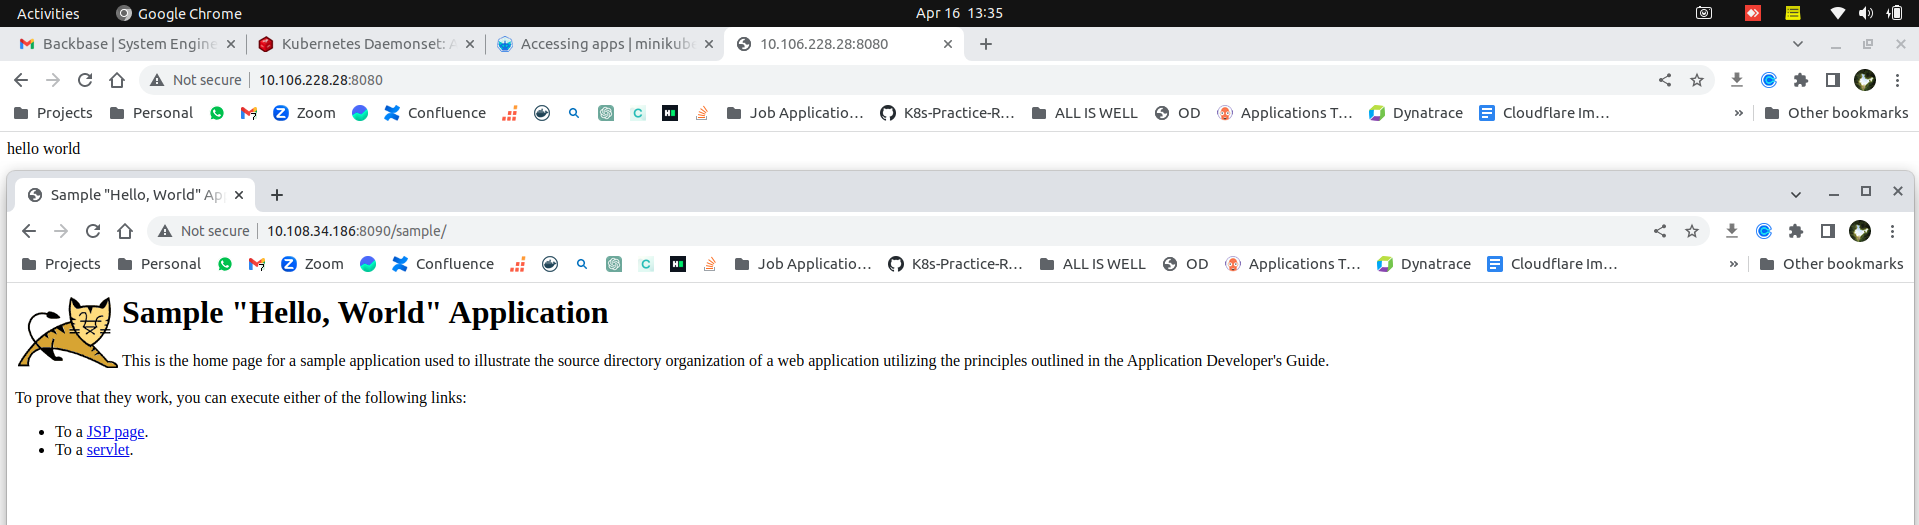 Activities Google Chrome Apr 16 13:35
Backbase | System Engine Kubernetes Daemonset: A Accessing apps | minikube 10.106.228.28:8080
Not secure 10.106.228.28:8080
Projects Personal Zoom Confluence Job Applicatio... K8s-Practice-R... ALL IS WELL OD Applications T... Dynatrace Cloudflare Im... » Other bookmarks
hello world
Sample "Hello, World" Ap
Not secure 10.108.34.186:8090/sample/
Projects Personal Zoom Confluence Job Applicatio... K8s-Practice-R... ALL IS WELL OD Applications T... Dynatrace Cloudflare Im... » Other bookmarks
Sample "Hello, World" Application
This is the home page for a sample application used to illustrate the source directory organization of a web application utilizing the principles outlined in the Application Developer's Guide.
To prove that they work, you can execute either of the following links:
• To a JSP page.
• To a servlet.